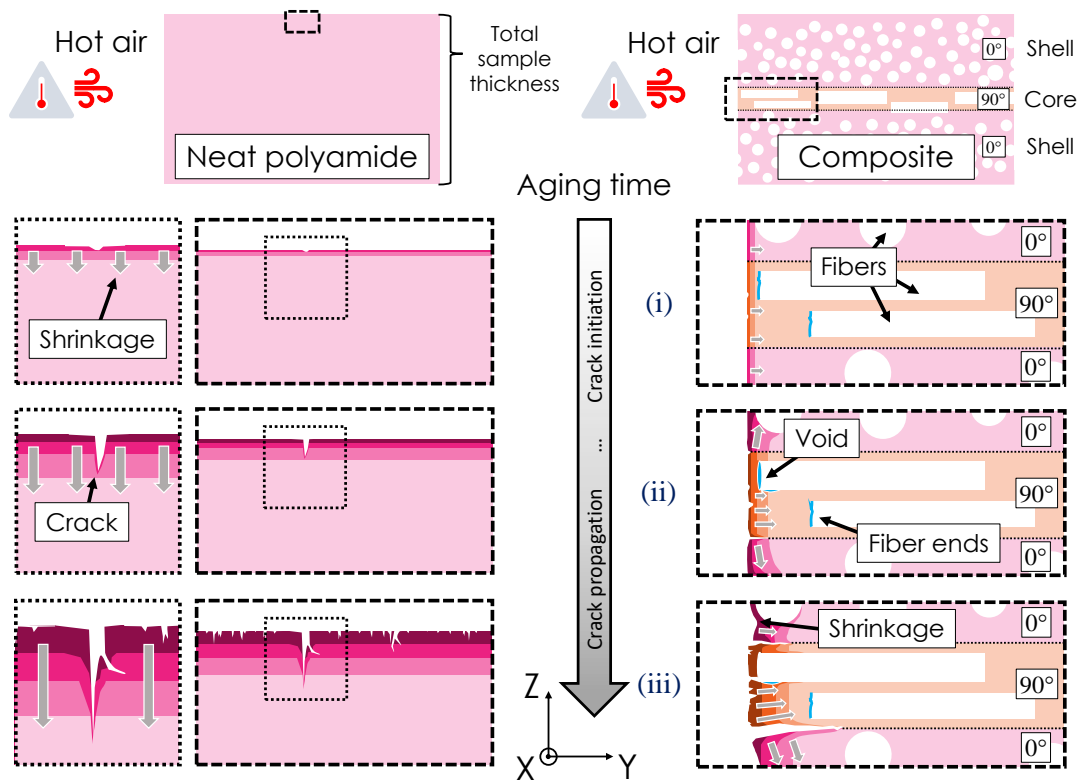 Hot air
Total
sample
thickness
Neat polyamide
Hot air
0°
Shell
90°
Core
0°
Shell
Composite
Aging time
Shrinkage
Crack
Crack initiation
...
Crack propagation
(i)
(ii)
(iii)
Z
X
Y
0°
Fibers
90°
0°
0°
Void
90°
Fiber ends
0°
0°
Shrinkage
90°
0°